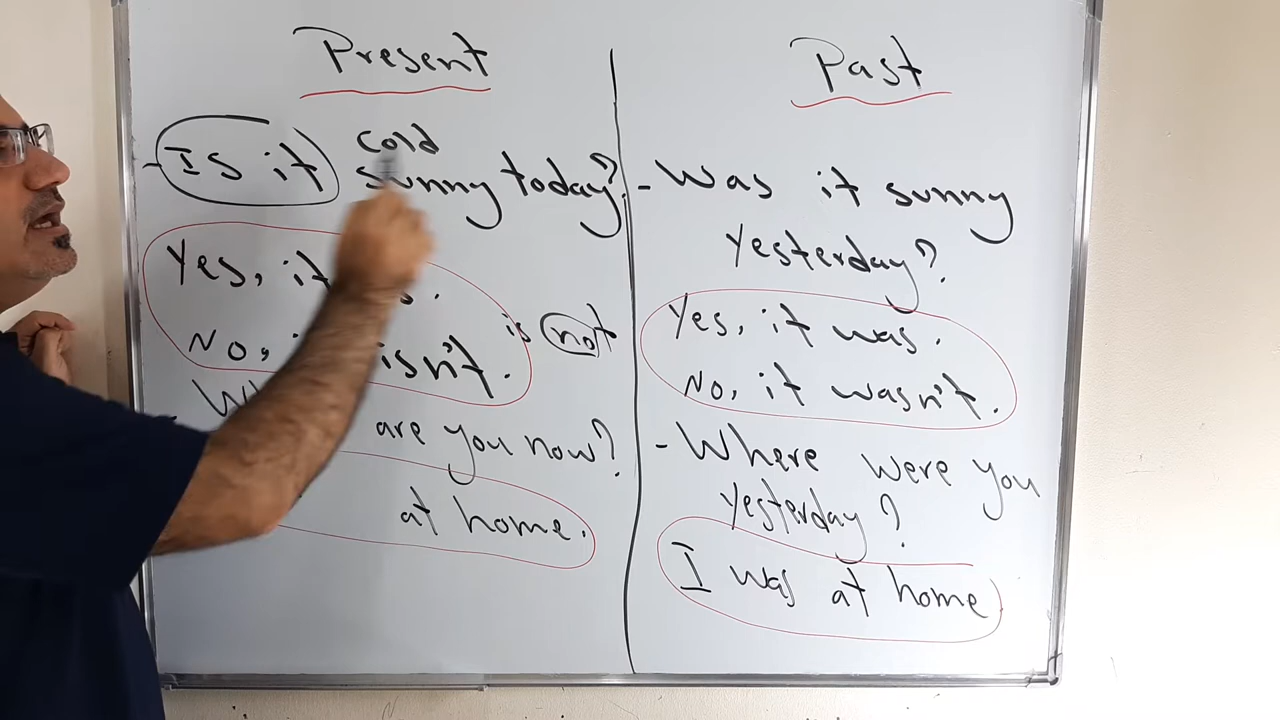 Present
cold
- Is it sunny today?
Yes, it
No, isn't. is not
are you now?
at home.
Past
- Was it sunny
yesterday?
Yes, it was.
No, it wasn't.
- Where were you
yesterday?
I was at home